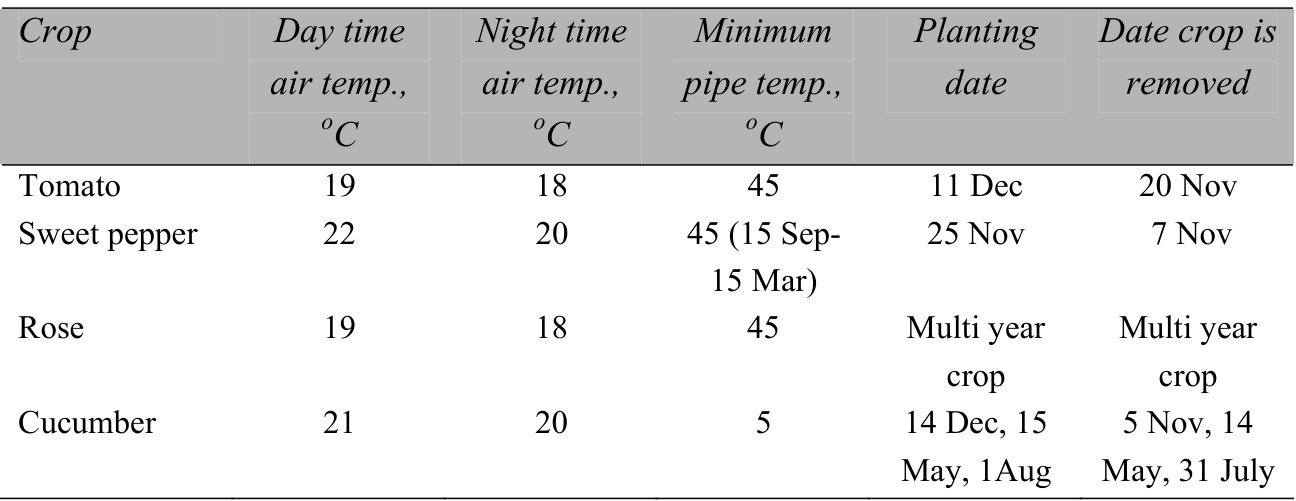 Crop Day time Night time Minimum Planting Date crop is
air temp., air temp., pipe temp., date removed
oC oC oC
Tomato 19 18 45 11 Dec 20 Nov
Sweet pepper 22 20 45 (15 Sep- 25 Nov 7 Nov
15 Mar)
Rose 19 18 45 Multi year Multi year
crop crop
Cucumber 21 20 5 14 Dec, 15 5 Nov, 14
May, 1Aug May, 31 July